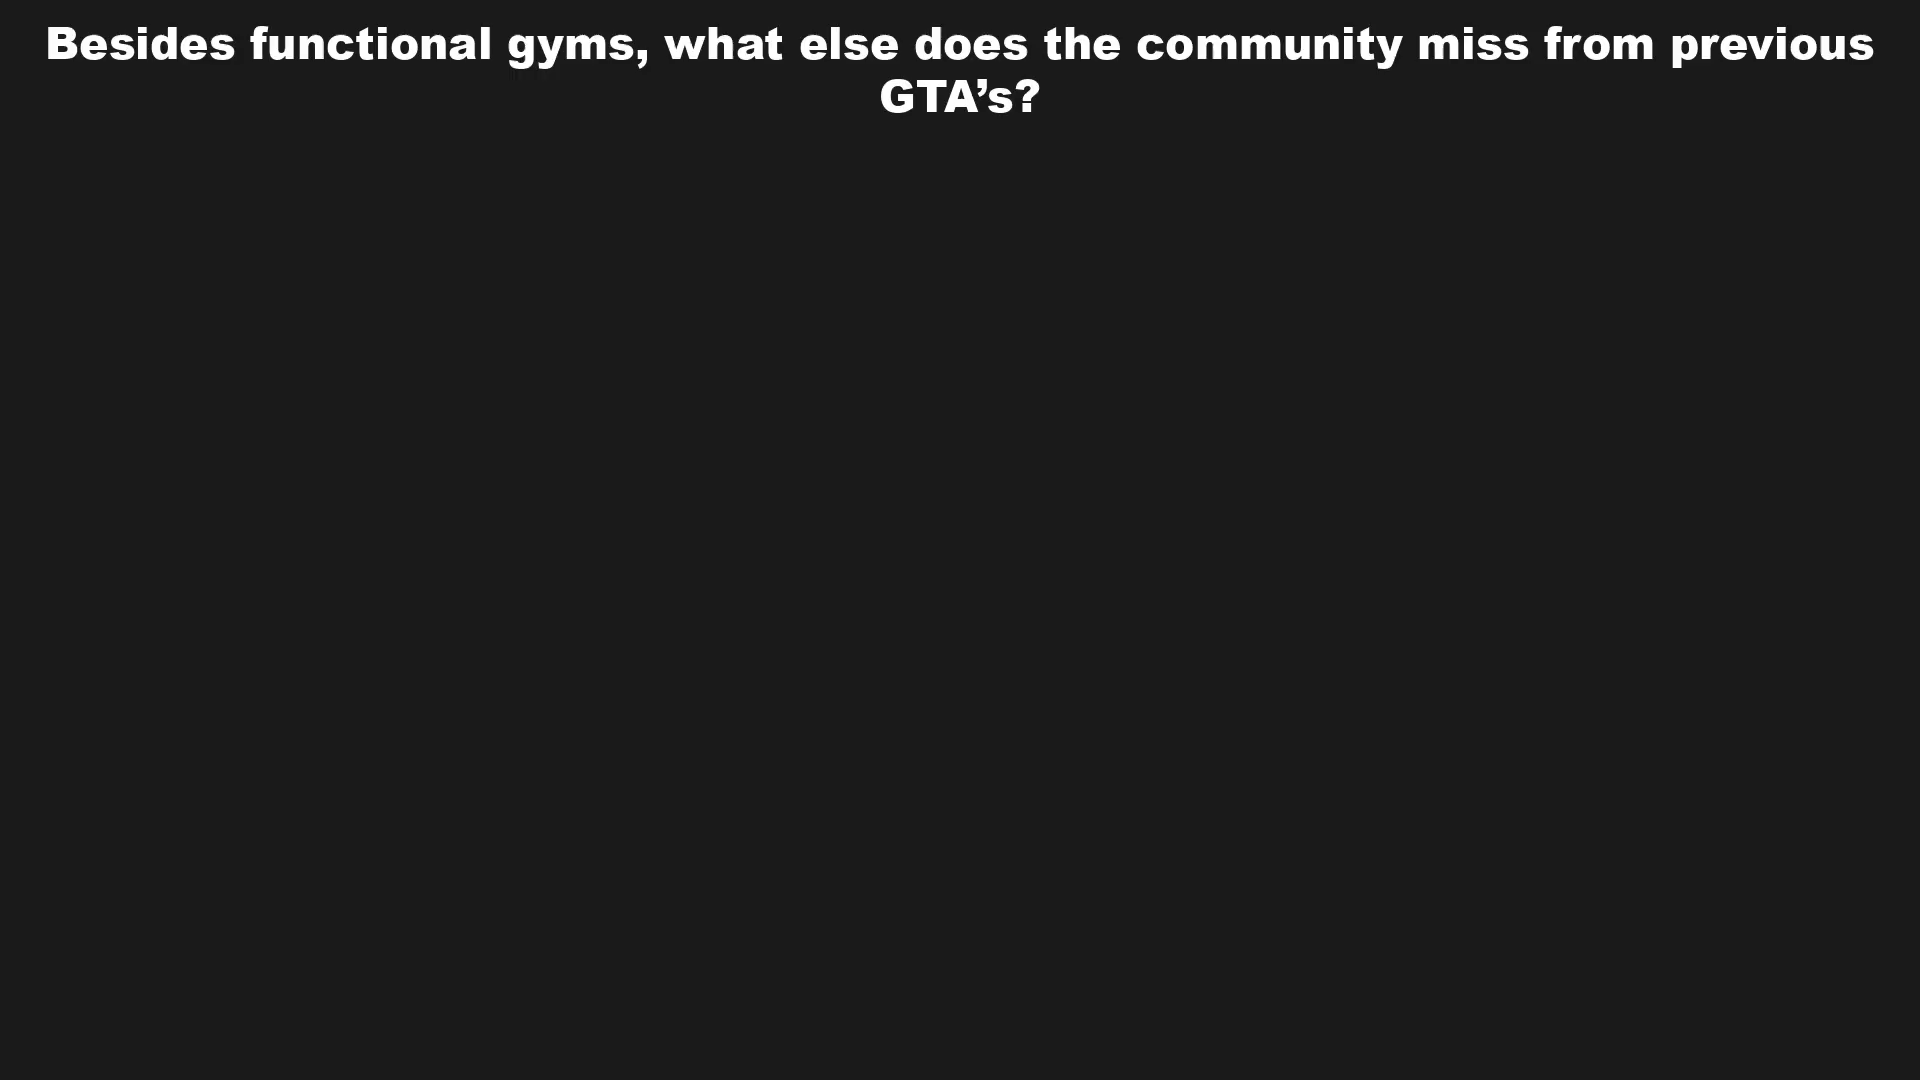 Besides functional gyms, what else does the community miss from previous
GTA’s?